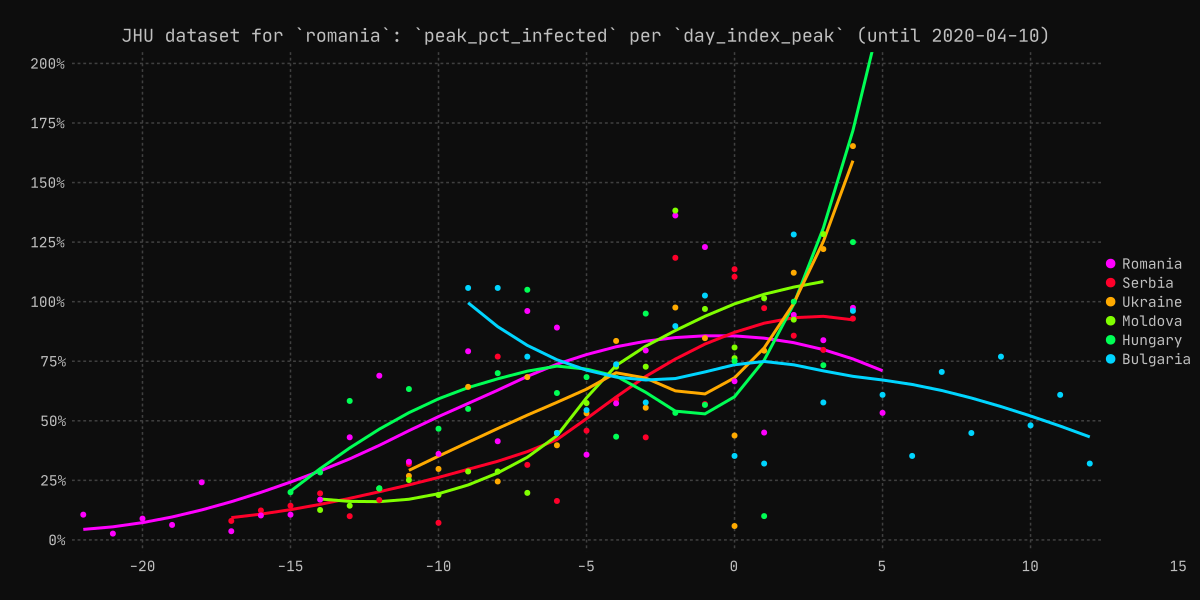 JHU dataset for `romania`: `peak_pct_infected` per `day_index_peak` (until 2020-04-10)
200%
175%
150%
125%
100%
75%
50%
25%
0%
Romania
Serbia
Ukraine
Moldova
Hungary
Bulgaria
-20 -15 -10 -5 0 5 10 15